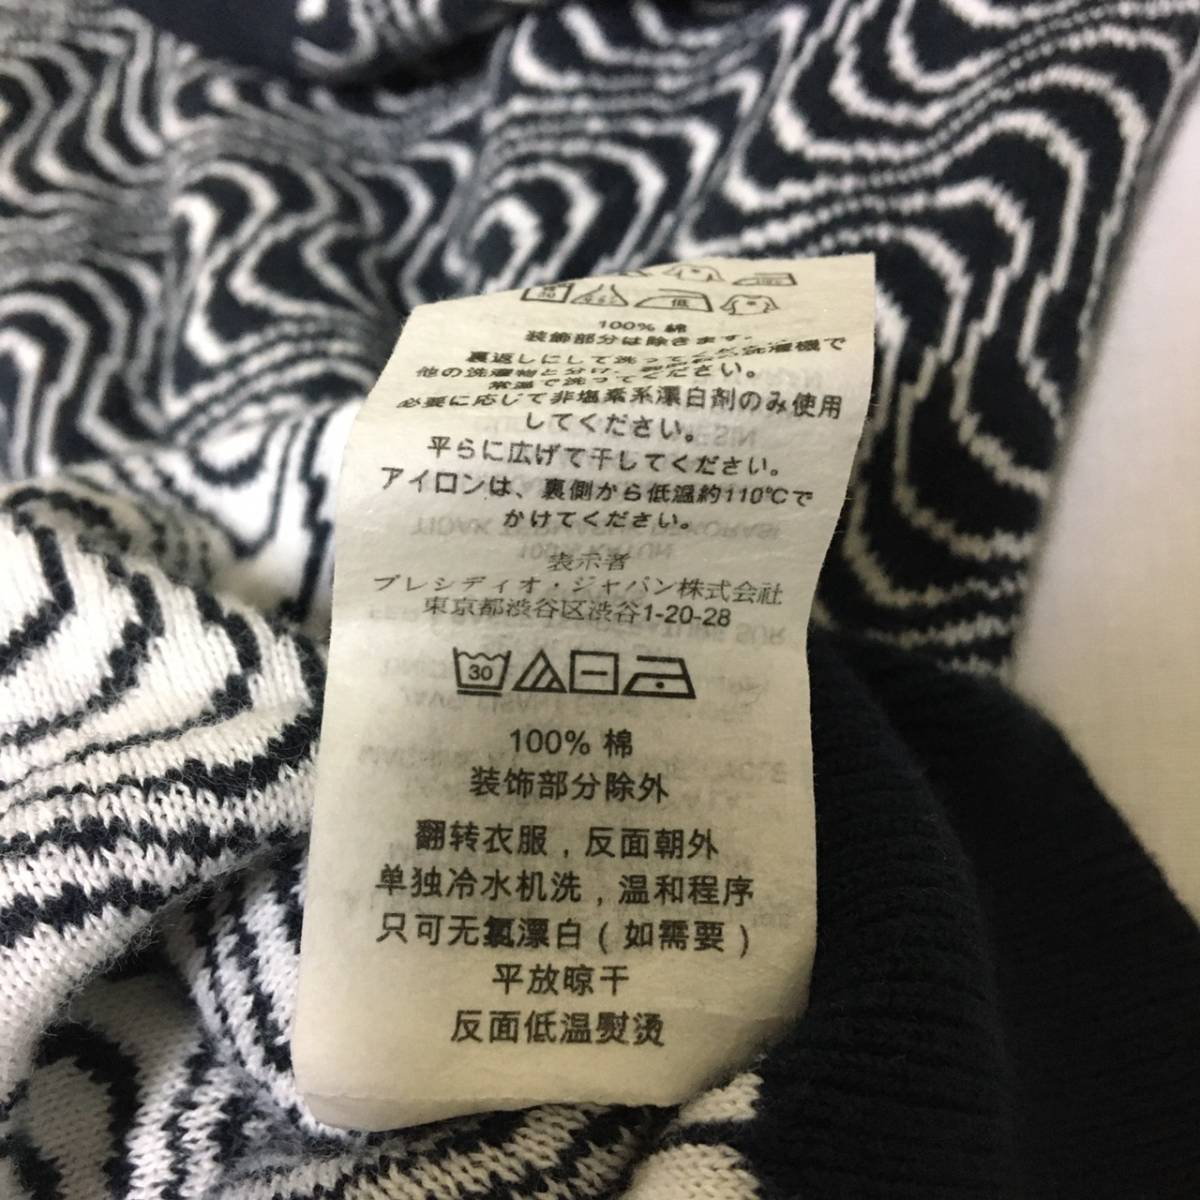 低
100% 綿
装飾部分は除きます。
裏返しにして洗ってくだ 洗濯機で
他の洗濯物と分け、 ください。
常温で洗ってください。
必要に応じて非塩素系漂白剤のみ使用
してください。
平らに広げて干してください。
アイロンは、裏側から低温約110℃で
かけてください。
表示者
プレシディオ・ジャパン株式会社
東京都渋谷区渋谷1-20-28
30
100% 棉
装饰部分除外
翻转衣服，反面朝外
单独冷水机洗，温和程序
只可无氯漂白（如需要）
平放晾干
反面低温熨烫